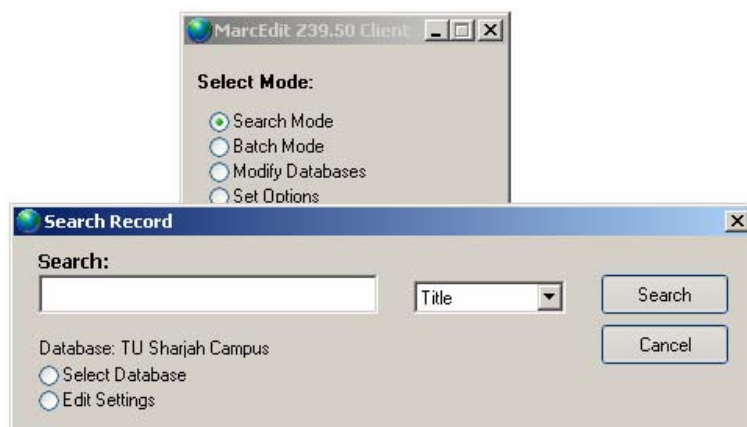 MarcEdit Z39.50 Client
Select Mode:
Search Mode
Batch Mode
Modify Databases
Set Options
Search Record
Search:
Title
Search
Database: TU Sharjah Campus
Cancel
Select Database
Edit Settings